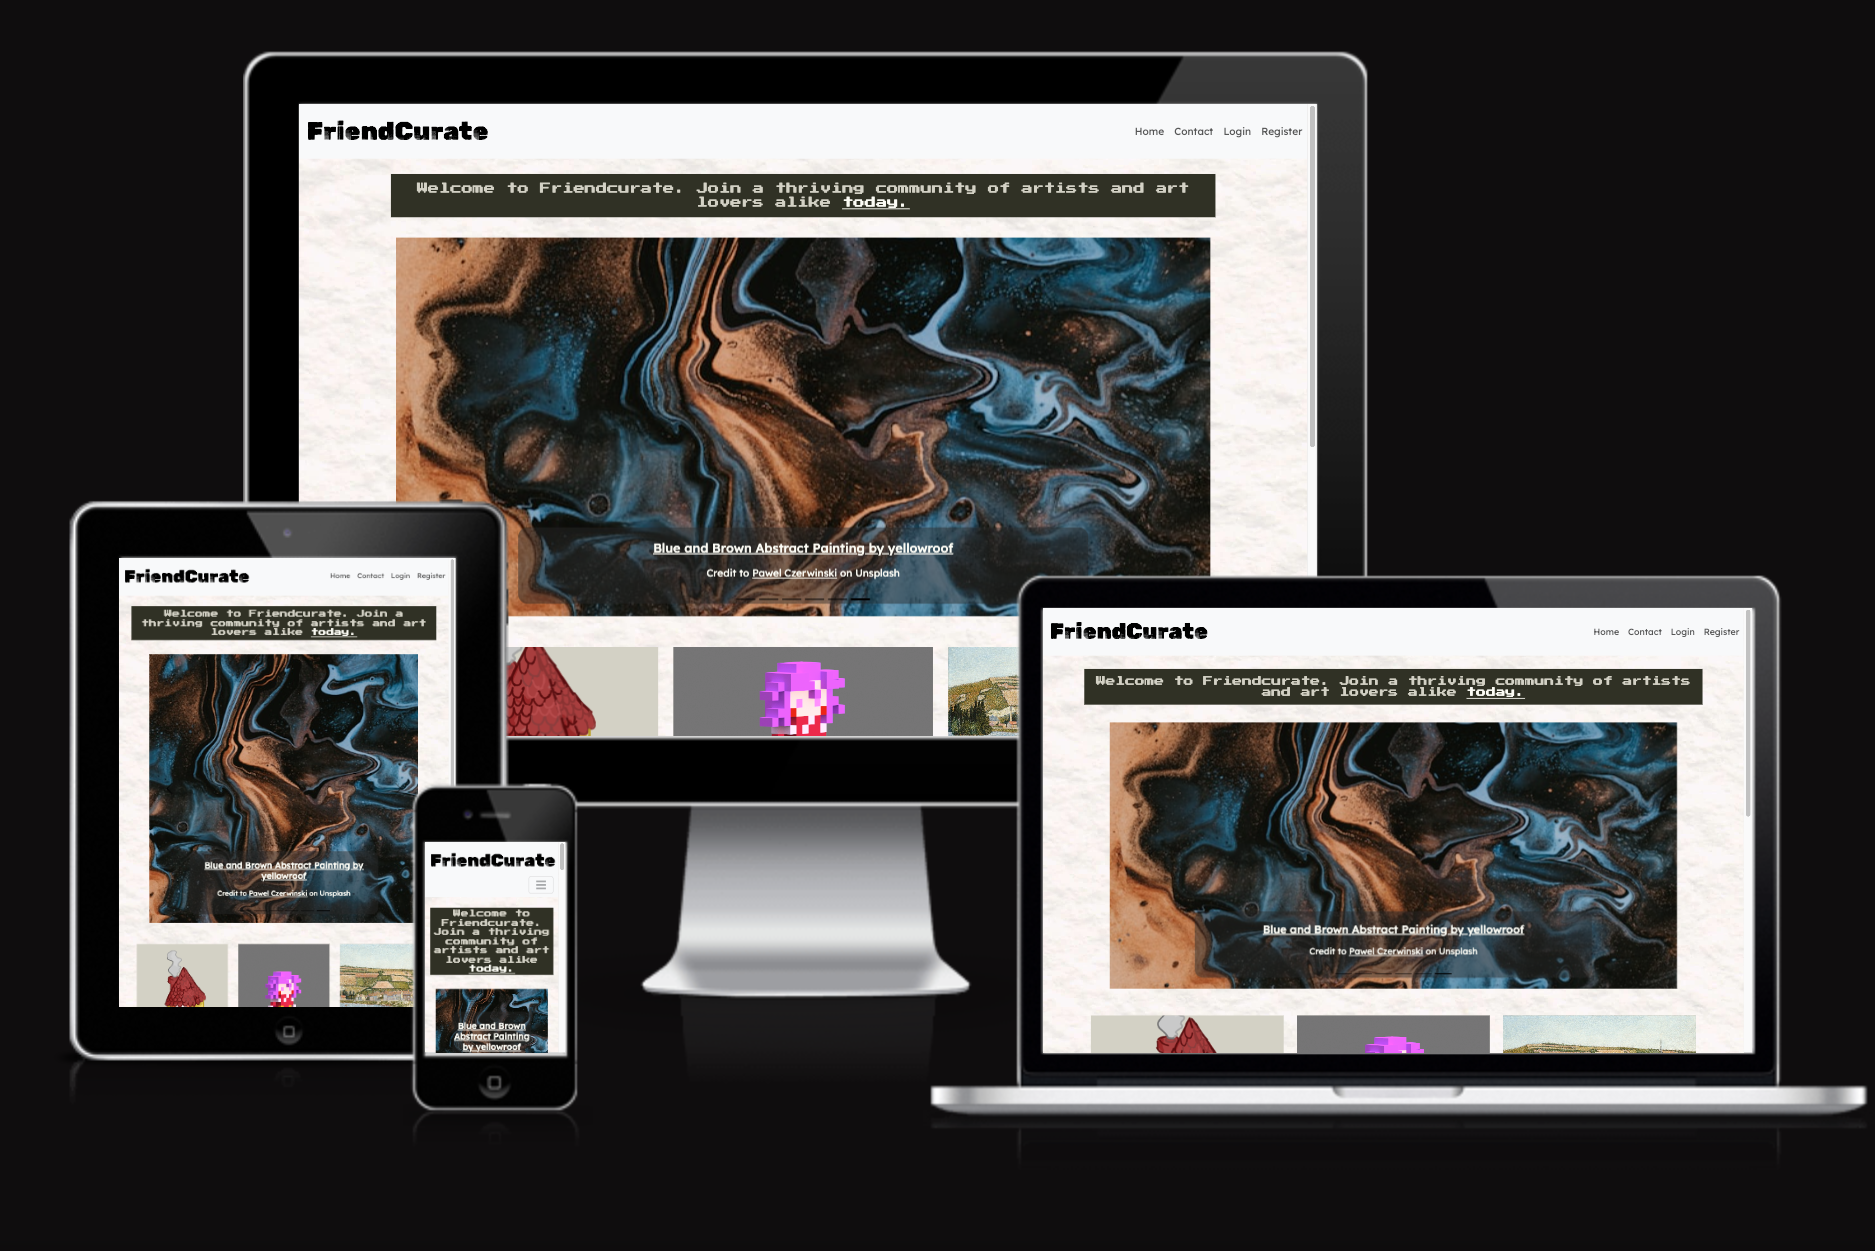 FriendCurate
Home Contact Login Register
Welcome to Friendcurate. Join a thriving community of artists and art
lovers alike today.
Blue and Brown Abstract Painting by yellowroof
Credit to Pawel Czerwinski on Unsplash
FriendCurate
Home Contact Login Register
Welcome to Friendcurate. Join a
thriving community of artists and art
lovers alike today.
Blue and Brown Abstract Painting by
yellowroof
Credit to Pawel Czerwinski on Unsplash
FriendCurate
Welcome to
Friendcurate.
Join a thriving
community of
artists and art
lovers alike
today.
Blue and Brown
Abstract Painting
by yellowroof
FriendCurate
Home Contact Login Register
Welcome to Friendcurate. Join a thriving community of artists
and art lovers alike today.
Blue and Brown Abstract Painting by yellowroof
Credit to Pawel Czerwinski on Unsplash